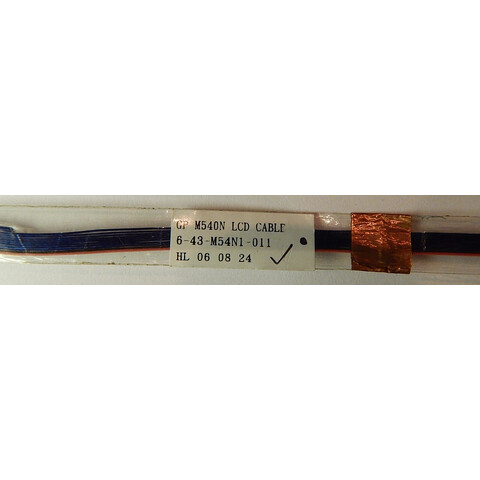 GP M540N LCD CABLE
6-43-M54N1-011
HL 06 08 24